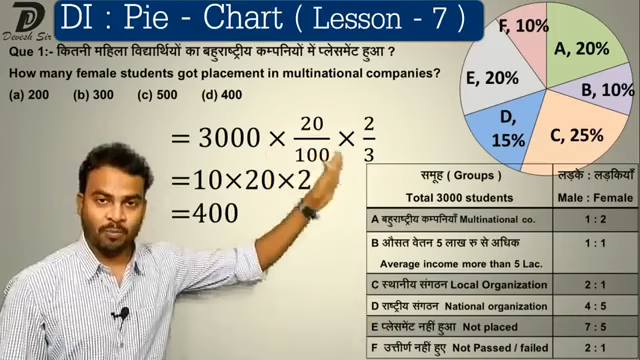 DI : Pie - Chart ( Lesson - 7 )
D
Devesh Sir
Que 1:- कितनी महिला विद्यार्थियों का बहुराष्ट्रीय कम्पनियों में प्लेसमेंट हुआ ?
How many female students got placement in multinational companies?
(a) 200 (b) 300 (c) 500 (d) 400
= 3000 × 20/100 × 2/3
=10×20×2
=400
F, 10%
A, 20%
B, 10%
E, 20%
D, 15%
C, 25%
समूह ( Groups ) लड़के : लड़कियाँ
Total 3000 students Male : Female
A बहुराष्ट्रीय कम्पनियाँ Multinational co. 1 : 2
B औसत वेतन 5 लाख रु से अधिक 1 : 1
Average income more than 5 Lac.
C स्थानीय संगठन Local Organization 2 : 1
D राष्ट्रीय संगठन National organization 4 : 5
E प्लेसमेंट नहीं हुआ Not placed 7 : 5
F उत्तीर्ण नहीं हुए Not Passed / failed 2 : 1